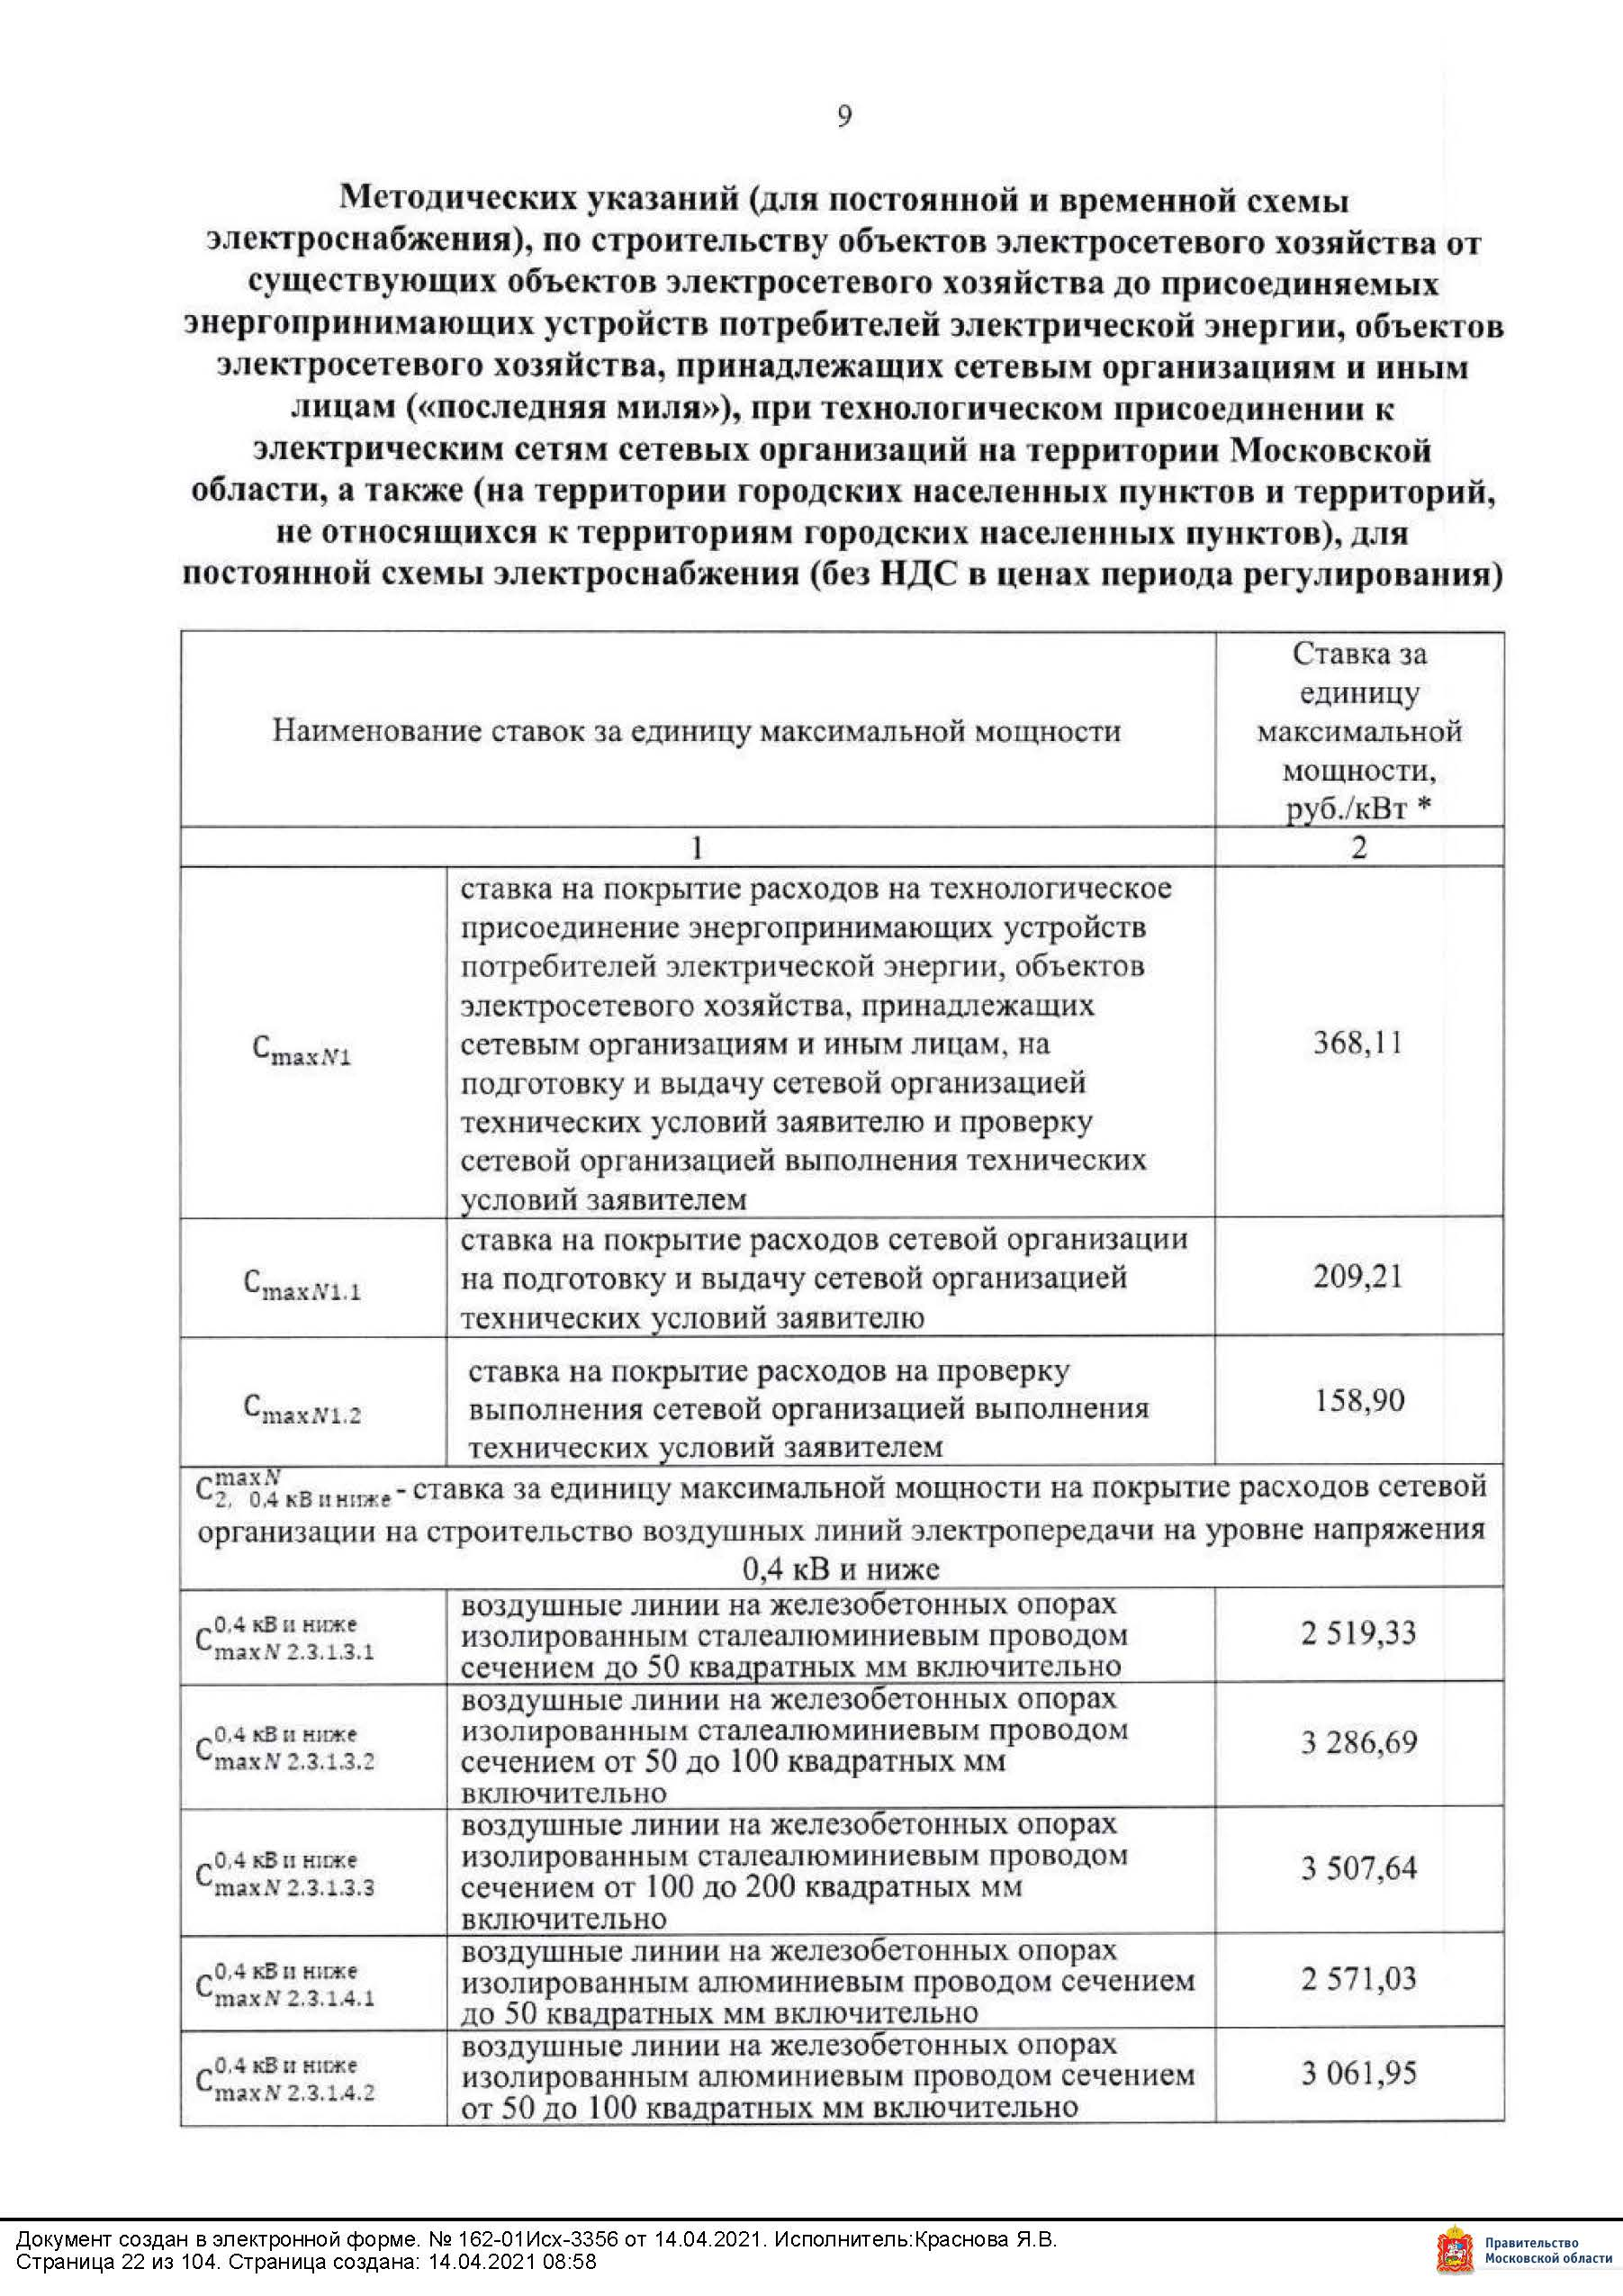 9
Методических указаний (для постоянной и временной схемы
электроснабжения), по строительству объектов электросетевого хозяйства от
существующих объектов электросетевого хозяйства до присоединяемых
энергопринимающих устройств потребителей электрической энергии, объектов
электросетевого хозяйства, принадлежащих сетевым организациям и иным
лицам («последняя миля»), при технологическом присоединении к
электрическим сетям сетевых организаций на территории Московской
области, а также (на территории городских населенных пунктов и территорий,
не относящихся к территориям городских населенных пунктов), для
постоянной схемы электроснабжения (без НДС в ценах периода регулирования)
Наименование ставок за единицу максимальной мощности
Ставка за
единицу
максимальной
мощности,
руб./кВт *
1
2
C maxN1
ставка на покрытие расходов на технологическое
присоединение энергопринимающих устройств
потребителей электрической энергии, объектов
электросетевого хозяйства, принадлежащих
сетевым организациям и иным лицам, на
подготовку и выдачу сетевой организацией
технических условий заявителю и проверку
сетевой организацией выполнения технических
условий заявителем
368,11
C maxN1.1
ставка на покрытие расходов сетевой организации
на подготовку и выдачу сетевой организацией
технических условий заявителю
209,21
C maxN1.2
ставка на покрытие расходов на проверку
выполнения сетевой организацией выполнения
технических условий заявителем
158,90
C maxN 2, 0,4 кВ и ниже - ставка за единицу максимальной мощности на покрытие расходов сетевой
организации на строительство воздушных линий электропередачи на уровне напряжения
0,4 кВ и ниже
C 0,4 кВ и ниже maxN 2.3.1.3.1
воздушные линии на железобетонных опорах
изолированным сталеалюминиевым проводом
сечением до 50 квадратных мм включительно
2 519,33
C 0,4 кВ и ниже maxN 2.3.1.3.2
воздушные линии на железобетонных опорах
изолированным сталеалюминиевым проводом
сечением от 50 до 100 квадратных мм
включительно
3 286,69
C 0,4 кВ и ниже maxN 2.3.1.3.3
воздушные линии на железобетонных опорах
изолированным сталеалюминиевым проводом
сечением от 100 до 200 квадратных мм
включительно
3 507,64
C 0,4 кВ и ниже maxN 2.3.1.4.1
воздушные линии на железобетонных опорах
изолированным алюминиевым проводом сечением
до 50 квадратных мм включительно
2 571,03
C 0,4 кВ и ниже maxN 2.3.1.4.2
воздушные линии на железобетонных опорах
изолированным алюминиевым проводом сечением
от 50 до 100 квадратных мм включительно
3 061,95
Документ создан в электронной форме. № 162-01Исх-3356 от 14.04.2021. Исполнитель:Краснова Я.В.
Страница 22 из 104. Страница создана: 14.04.2021 08:58
Правительство
Московской области